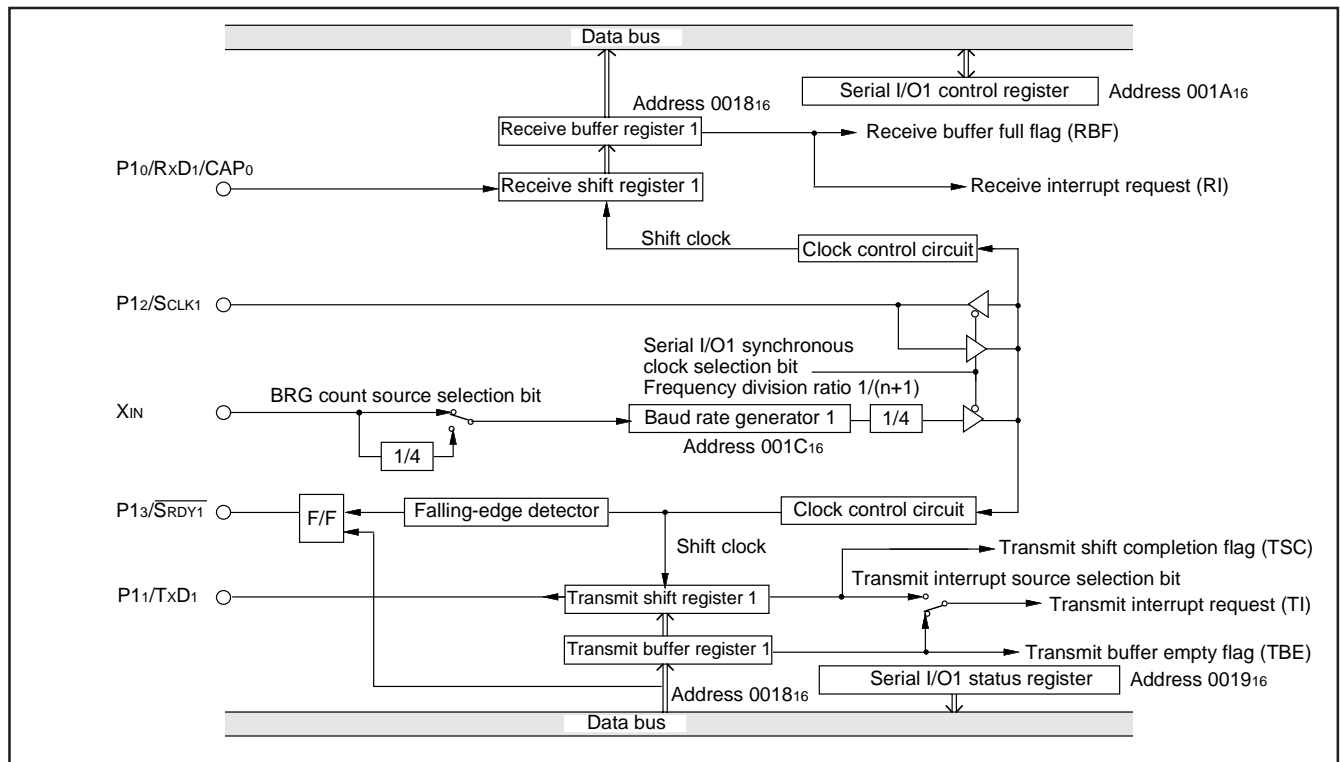 Data bus
Serial I/O1 control register
Address 001A16
Address 001816
Receive buffer register 1
Receive buffer full flag (RBF)
P10/RXD1/CAP0
Receive shift register 1
Receive interrupt request (RI)
Shift clock
Clock control circuit
P12/SCLK1
Serial I/O1 synchronous
clock selection bit
Frequency division ratio 1/(n+1)
BRG count source selection bit
XIN
Baud rate generator 1
1/4
Address 001C16
1/4
P13/SRDY1
F/F
Falling-edge detector
Clock control circuit
Shift clock
Transmit shift completion flag (TSC)
Transmit interrupt source selection bit
P11/TXD1
Transmit shift register 1
Transmit interrupt request (TI)
Transmit buffer register 1
Transmit buffer empty flag (TBE)
Address 001816
Serial I/O1 status register
Address 001916
Data bus